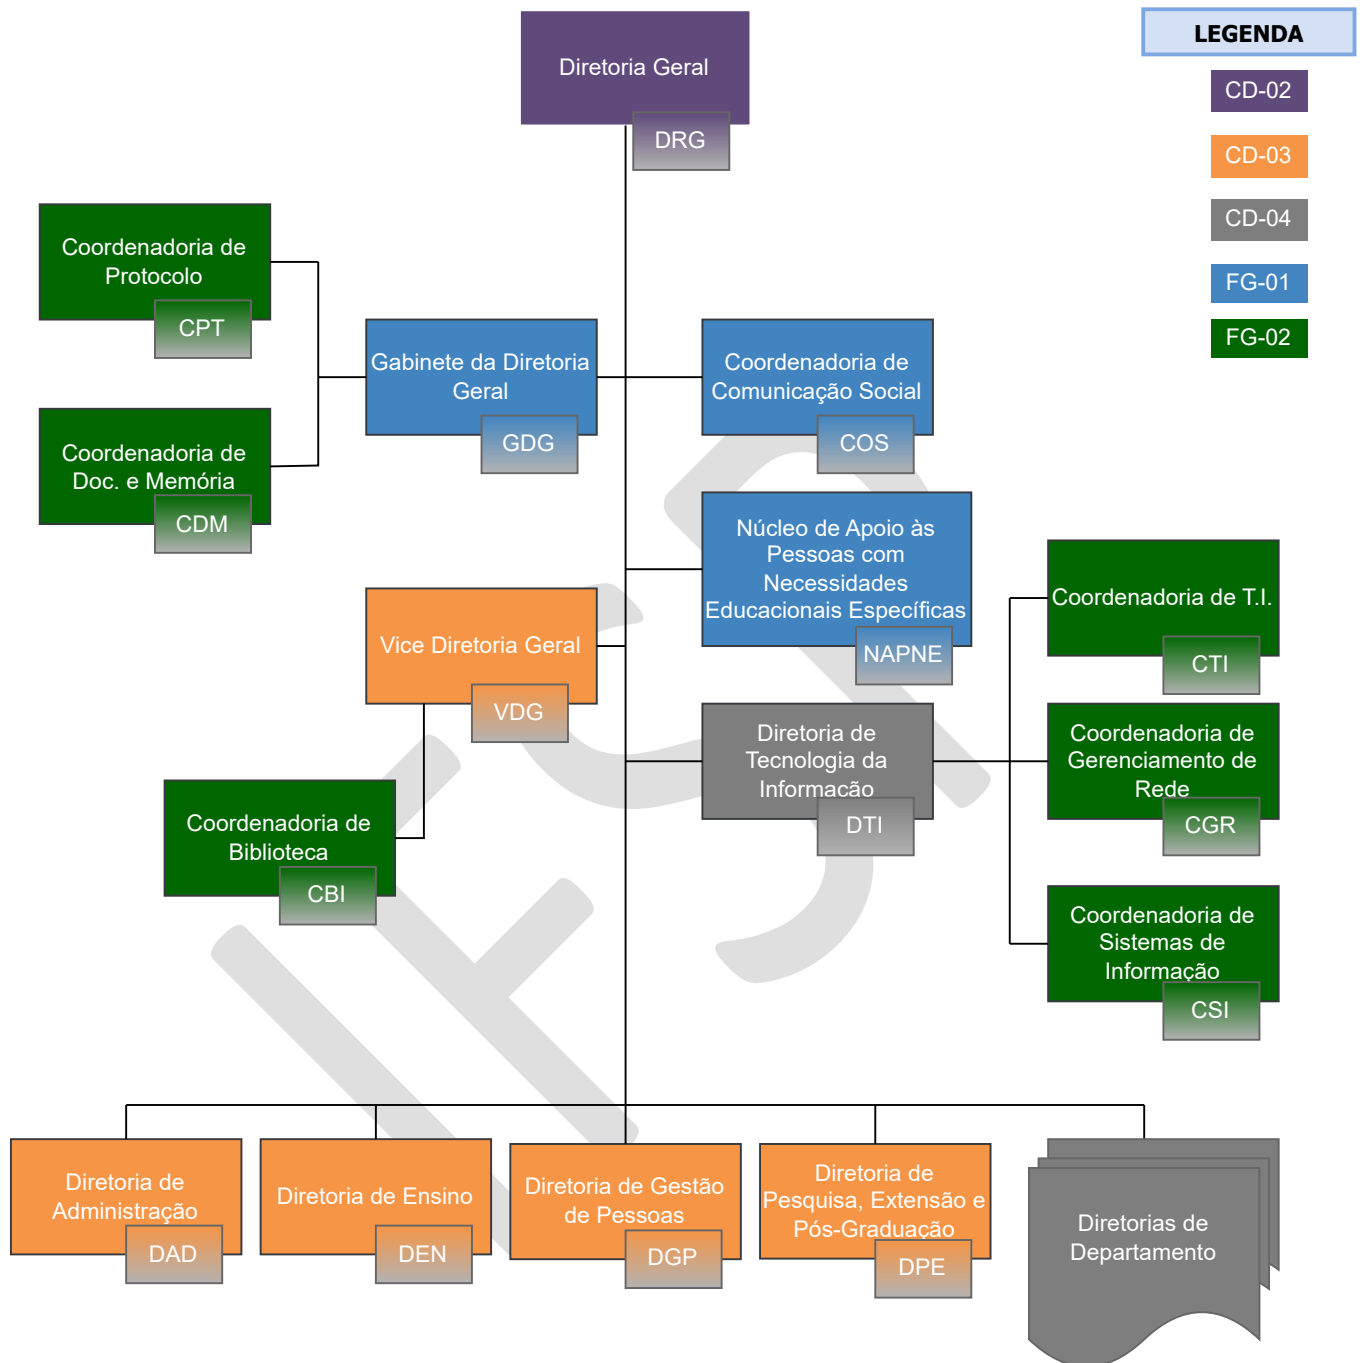 Diretoria Geral
DRG
LEGENDA
CD-02
CD-03
CD-04
FG-01
FG-02
Coordenadoria de
Protocolo
CPT
Gabinete da Diretoria
Geral
GDG
Coordenadoria de
Comunicação Social
COS
Coordenadoria de
Doc. e Memória
CDM
Núcleo de Apoio às
Pessoas com
Necessidades
Educacionais Específicas
NAPNE
Vice Diretoria Geral
VDG
Coordenadoria de T.I.
CTI
Diretoria de
Tecnologia da
Informação
DTI
Coordenadoria de
Gerenciamento de
Rede
CGR
Coordenadoria de
Biblioteca
CBI
Coordenadoria de
Sistemas de
Informação
CSI
Diretoria de
Administração
DAD
Diretoria de Ensino
DEN
Diretoria de Gestão
de Pessoas
DGP
Diretoria de
Pesquisa, Extensão e
Pós-Graduação
DPE
Diretorias de
Departamento
IFSP